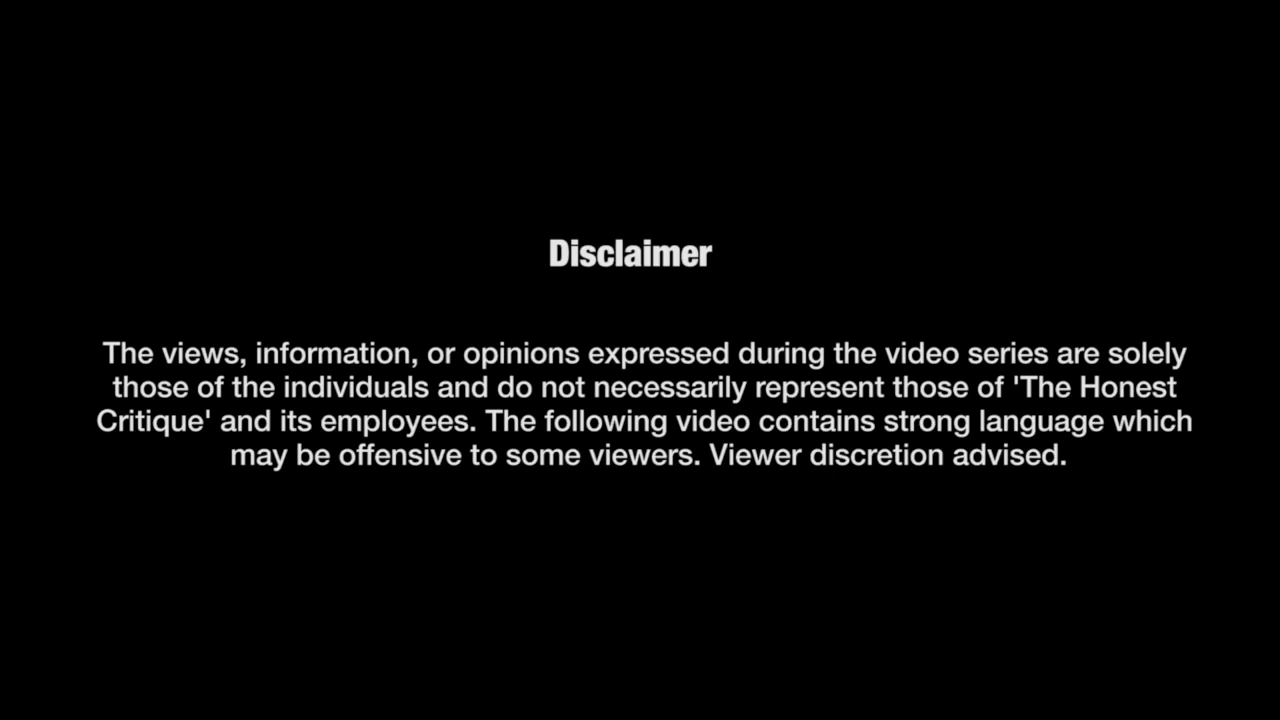 Disclaimer
The views, information, or opinions expressed during the video series are solely
those of the individuals and do not necessarily represent those of 'The Honest
Critique' and its employees. The following video contains strong language which
may be offensive to some viewers. Viewer discretion advised.